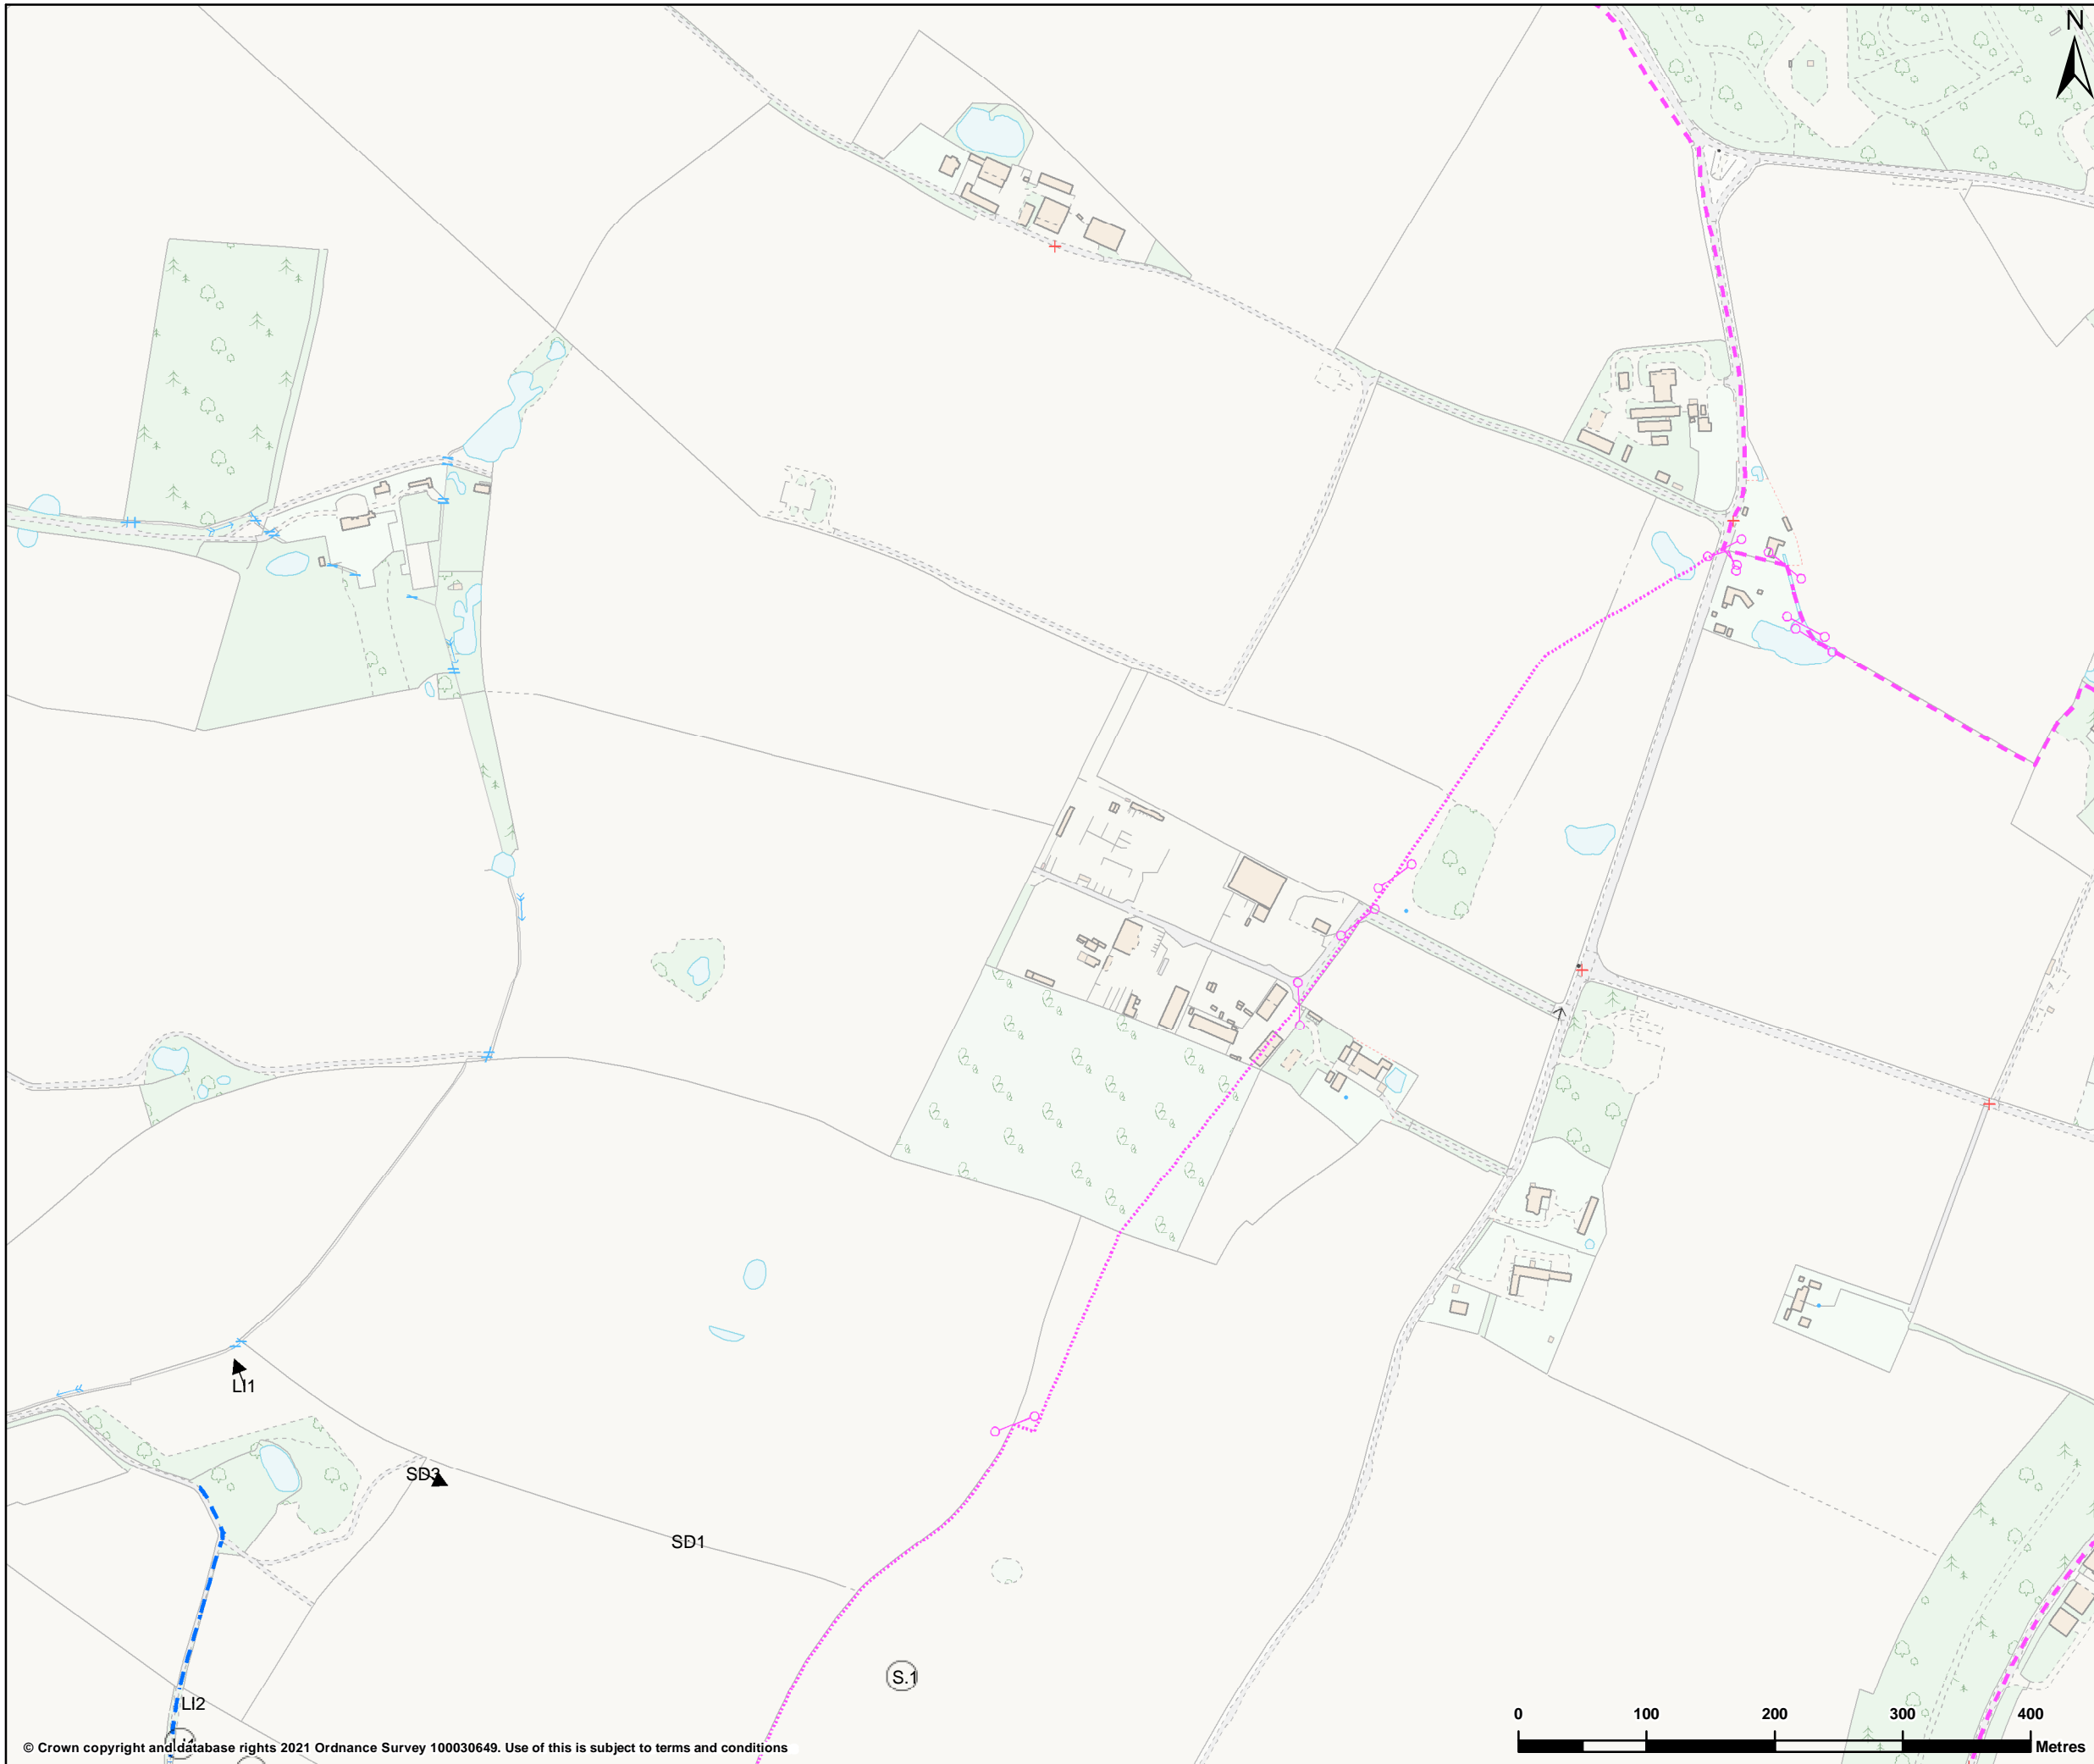 N
LI1
SD3
SD1
S.1
LI2
0 100 200 300 400
Metres
© Crown copyright and database rights 2021 Ordnance Survey 100030649. Use of this is subject to terms and conditions